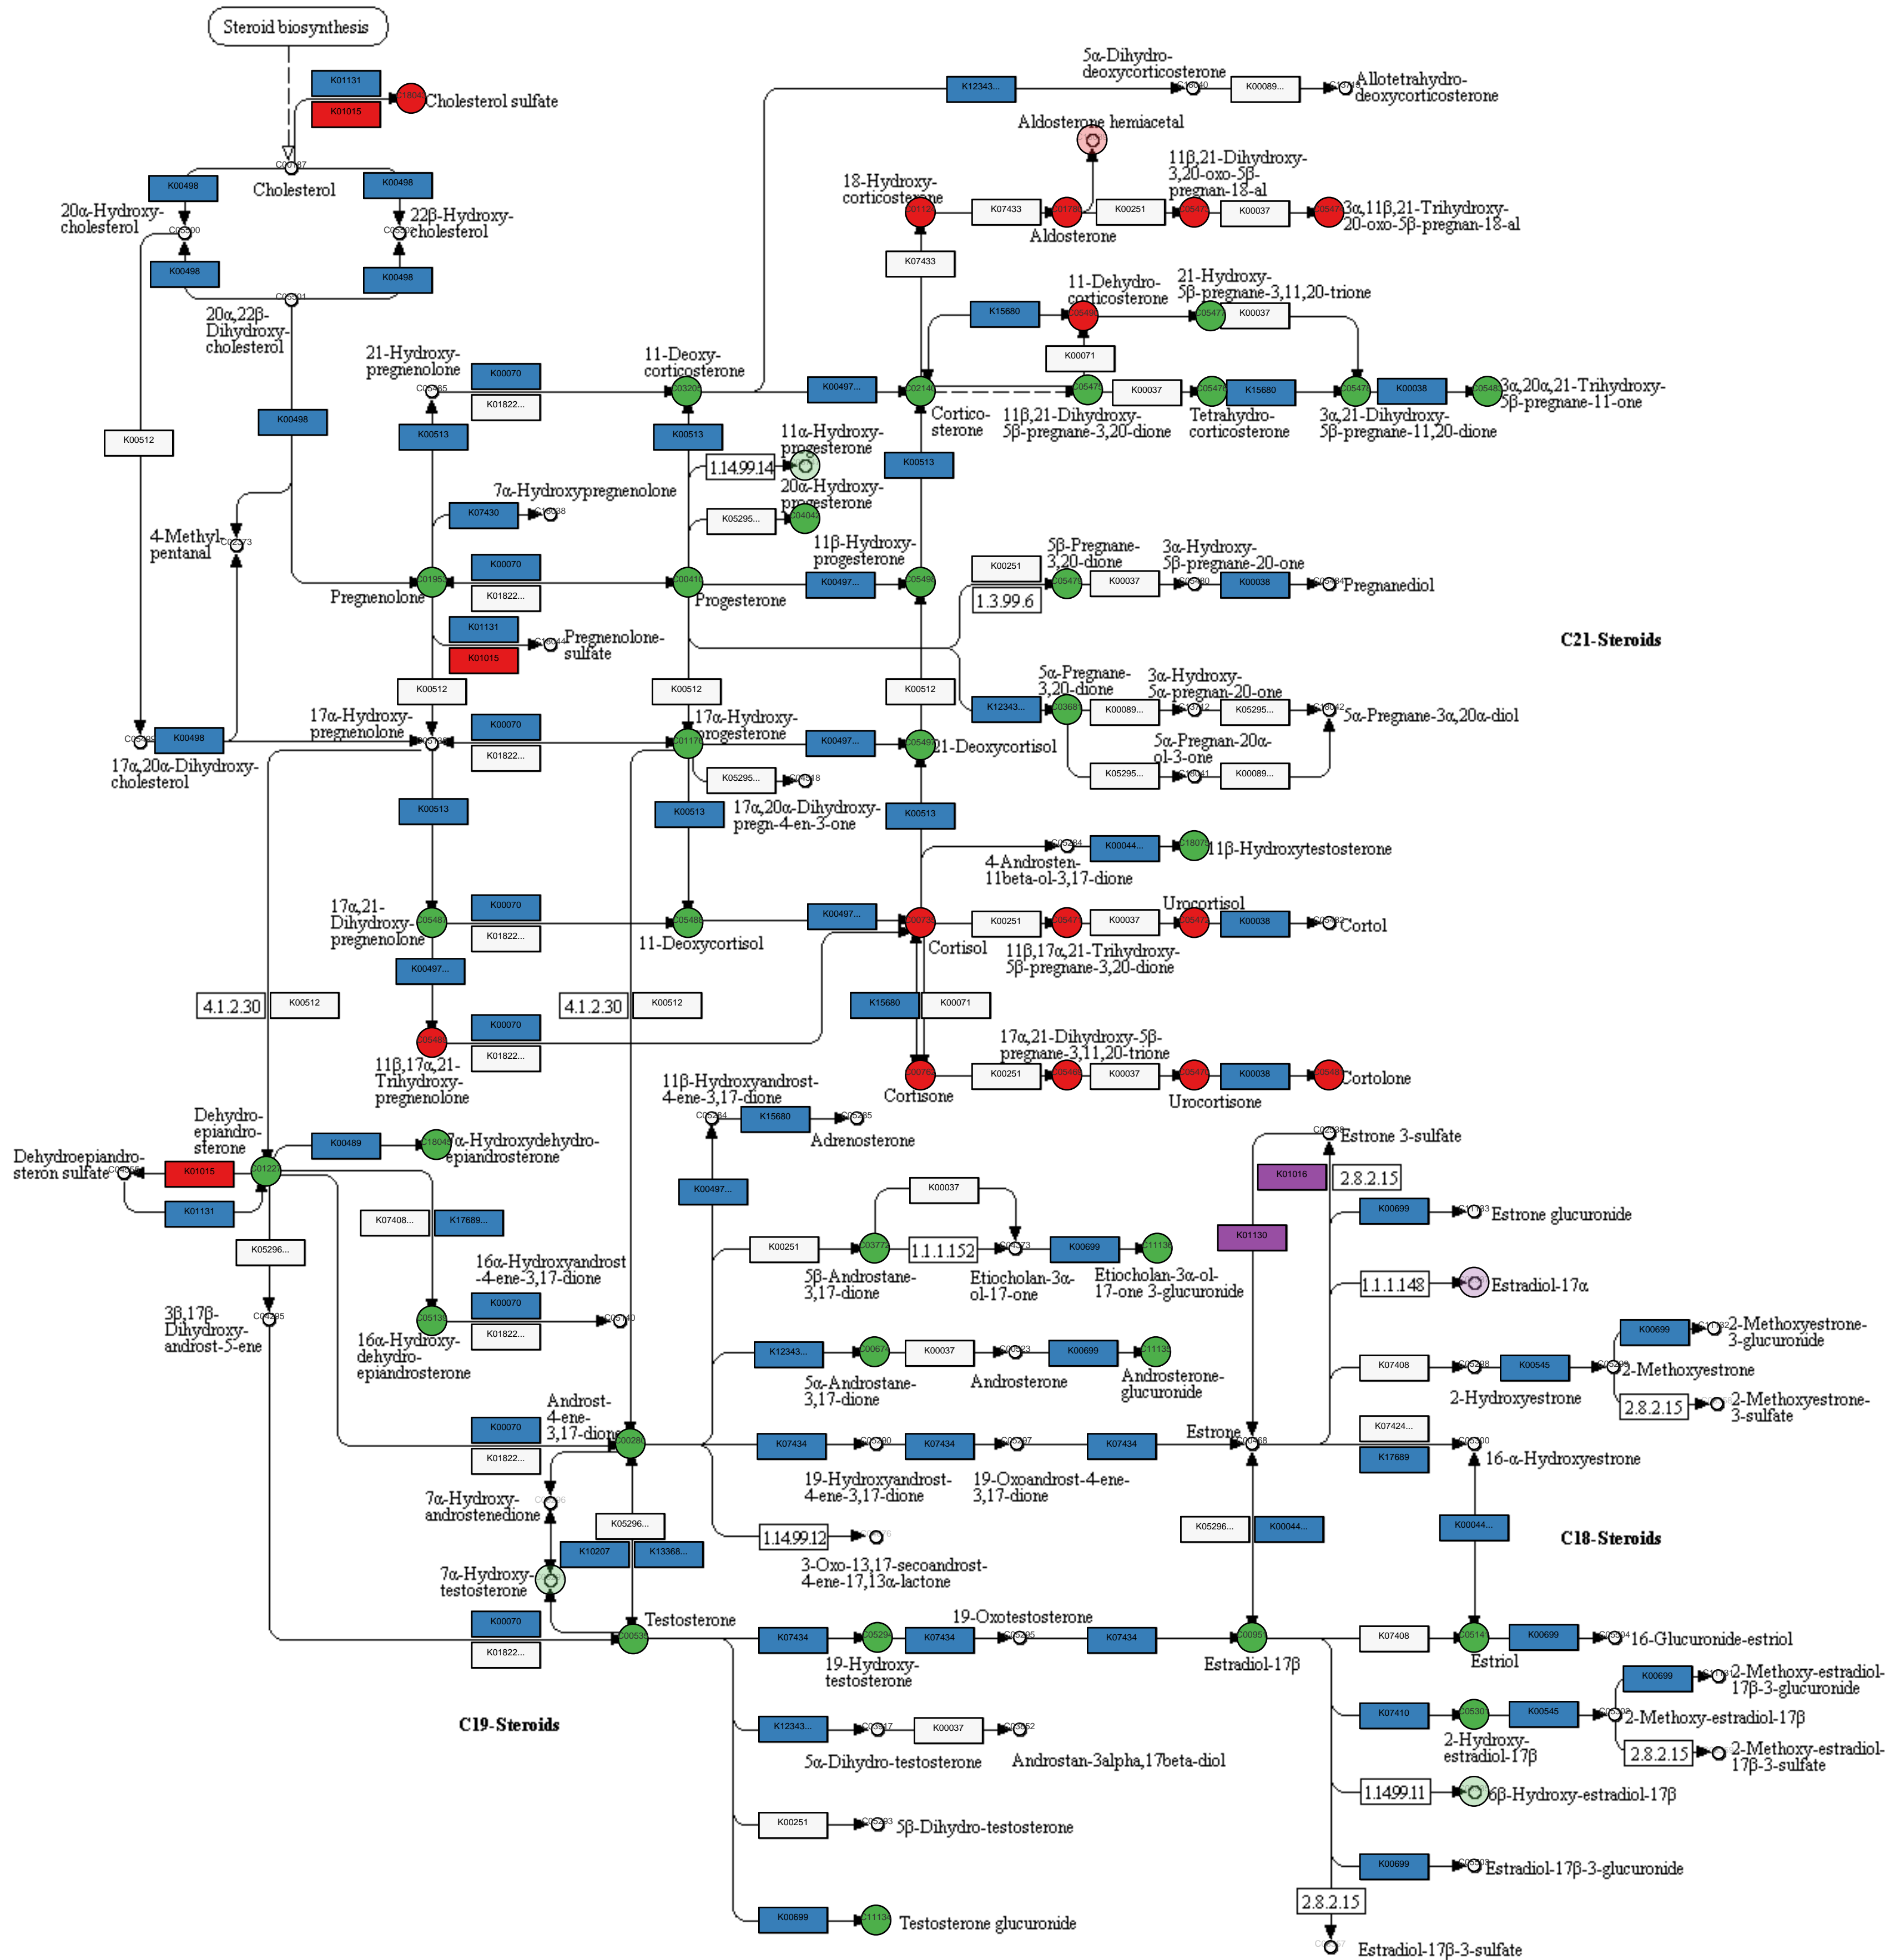 Steroid biosynthesis
K01131
K01015
Cholesterol sulfate
Cholesterol
K00498
K00498
20α-Hydroxy-
cholesterol
22β-Hydroxy-
cholesterol
K00498
K00498
20α,22β-
Dihydroxy-
cholesterol
K00512
K00498
4-Methyl-
pentanal
K00498
17α,20α-Dihydroxy-
cholesterol
K12343...
5α-Dihydro-
deoxycorticosterone
K00089...
Allotetrahydro-
deoxycorticosterone
Aldosterone hemiacetal
18-Hydroxy-
corticosterone
K07433
Aldosterone
K00251
11β,21-Dihydroxy-
3,20-oxo-5β-
pregnan-18-al
K00037
3α,11β,21-Trihydroxy-
20-oxo-5β-pregnan-18-al
K07433
K15680
11-Dehydro-
corticosterone
21-Hydroxy-
5β-pregnane-3,11,20-trione
K00037
K00071
21-Hydroxy-
pregnenolone
C05485
K00070
K01822...
11-Deoxy-
corticosterone
K00497...
Cortico-
sterone
11β,21-Dihydroxy-
5β-pregnane-3,20-dione
K00037
Tetrahydro-
corticosterone
K15680
3α,21-Dihydroxy-
5β-pregnane-11,20-dione
K00038
3α,20α,21-Trihydroxy-
5β-pregnane-11-one
K00513
K00513
K00513
1.14.99.14
11α-Hydroxy-
progesterone
K05295...
20α-Hydroxy-
progesterone
C04042
K07430
7α-Hydroxypregnenolone
Pregnenolone
K00070
K01822...
Progesterone
K00497...
11β-Hydroxy-
progesterone
K00251
1.3.99.6
5β-Pregnane-
3,20-dione
K00037
3α-Hydroxy-
5β-pregnane-20-one
K00038
Pregnanediol
K01131
K01015
Pregnenolone-
sulfate
C21-Steroids
K00512
K00512
K00512
K12343...
5α-Pregnane-
3,20-dione
K00089...
3α-Hydroxy-
5α-pregnan-20-one
K05295...
5α-Pregnane-3α,20α-diol
K05295...
5α-Pregnan-20α-
ol-3-one
K00089...
17α-Hydroxy-
pregnenolone
K00070
K01822...
17α-Hydroxy-
progesterone
K00497...
21-Deoxycortisol
K05295...
17α,20α-Dihydroxy-
pregn-4-en-3-one
K00513
K00513
K00513
4-Androsten-
11beta-ol-3,17-dione
K00044...
11β-Hydroxytestosterone
17α,21-
Dihydroxy-
pregnenolone
K00070
K01822...
11-Deoxycortisol
K00497...
Cortisol
K00251
11β,17α,21-Trihydroxy-
5β-pregnane-3,20-dione
K00037
Urocortisol
K00038
Cortol
K00497...
4.1.2.30
K00512
4.1.2.30
K00512
K15680
K00071
11β,17α,21-
Trihydroxy-
pregnenolone
K00070
K01822...
Cortisone
K00251
17α,21-Dihydroxy-5β-
pregnane-3,11,20-trione
K00037
Urocortisone
K00038
Cortolone
Dehydro-
epiandro-
sterone
C01227
Dehydroepiandro-
steron sulfate
K01015
K01131
K00489
7α-Hydroxydehydro-
epiandrosterone
K07408...
K17689...
K05296...
3β,17β-
Dihydroxy-
androst-5-ene
C04295
16α-Hydroxy-
dehydro-
epiandrosterone
16α-Hydroxyandrost
-4-ene-3,17-dione
K00070
K01822...
11β-Hydroxyandrost-
4-ene-3,17-dione
C05284
K15680
Adrenosterone
K00497...
K00037
K00251
5β-Androstane-
3,17-dione
1.1.1.152
Etiocholan-3α-
ol-17-one
K00699
Etiocholan-3α-ol-
17-one 3-glucuronide
K12343...
5α-Androstane-
3,17-dione
K00037
Androsterone
K00699
Androsterone-
glucuronide
Androst-
4-ene-
3,17-dione
K00070
K01822...
K07434
19-Hydroxyandrost-
4-ene-3,17-dione
K07434
19-Oxoandrost-4-ene-
3,17-dione
K07434
Estrone
1.14.99.12
3-Oxo-13,17-secoandrost-
4-ene-17,13α-lactone
Estrone 3-sulfate
K01016
2.8.2.15
K01130
K00699
Estrone glucuronide
1.1.1.148
Estradiol-17α
K07408
2-Hydroxyestrone
K00545
2-Methoxyestrone
K00699
2-Methoxyestrone-
3-glucuronide
2.8.2.15
2-Methoxyestrone-
3-sulfate
K07424...
K17689
16-α-Hydroxyestrone
K05296...
K00044...
K00044...
C18-Steroids
7α-Hydroxy-
androstenedione
7α-Hydroxy-
testosterone
K05296...
K10207
K13368...
K00070
K01822...
Testosterone
K07434
19-Hydroxy-
testosterone
K07434
19-Oxotestosterone
K07434
Estradiol-17β
K07408
Estriol
K00699
16-Glucuronide-estriol
K07410
2-Hydroxy-
estradiol-17β
K00545
2-Methoxy-estradiol-17β
K00699
2-Methoxy-estradiol-
17β-3-glucuronide
2.8.2.15
2-Methoxy-estradiol-
17β-3-sulfate
C19-Steroids
K12343...
5α-Dihydro-testosterone
K00037
Androstan-3alpha,17beta-diol
K00251
5β-Dihydro-testosterone
K00699
C11134
Testosterone glucuronide
1.14.99.11
6β-Hydroxy-estradiol-17β
K00699
Estradiol-17β-3-glucuronide
2.8.2.15
Estradiol-17β-3-sulfate